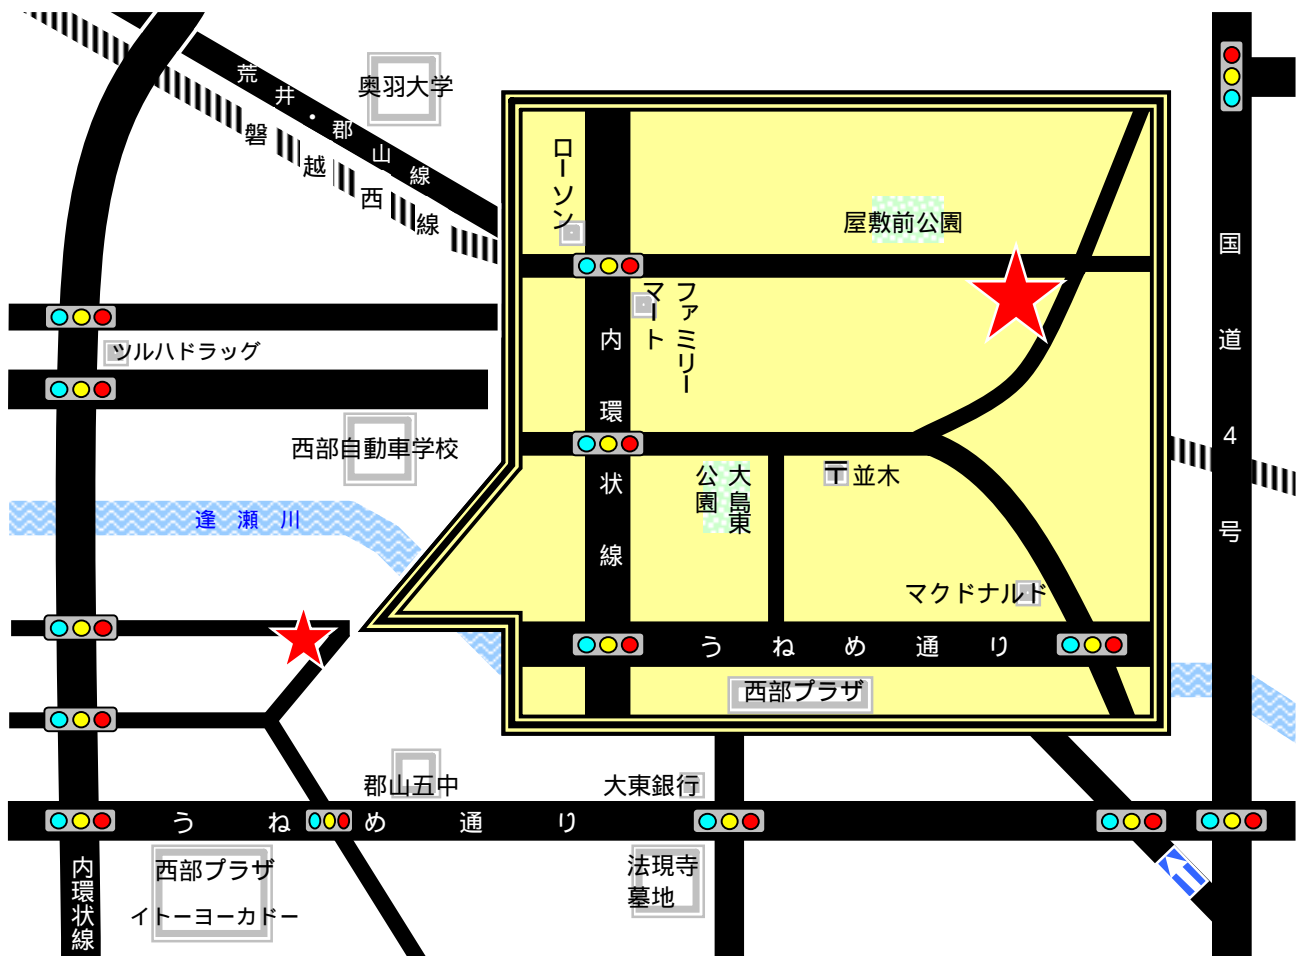 荒井・郡山線
奥羽大学
磐越西線
ローソン
屋敷前公園
ファミリー
マート
内環状線
国道4号
ツルハドラッグ
西部自動車学校
逢瀬川
大島東
公園
〒並木
マクドナルド
うねめ通り
西部プラザ
郡山五中
大東銀行
うねめ通り
西部プラザ
イトーヨーカドー
内環状線
法現寺
墓地